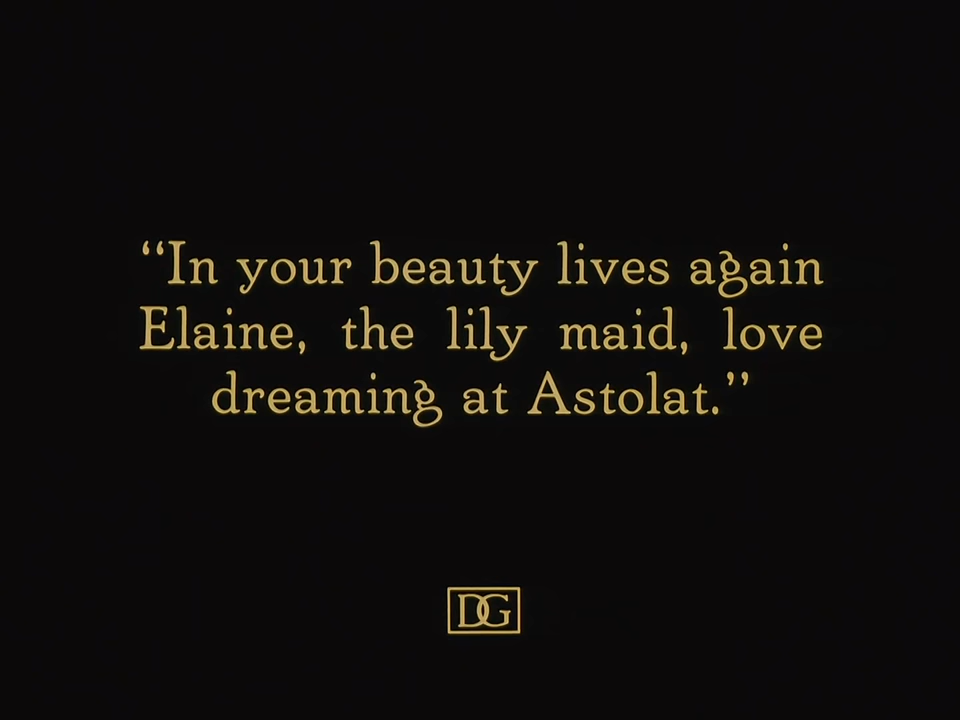 “In your beauty lives again
Elaine, the lily maid, love
dreaming at Astolat.”
DG